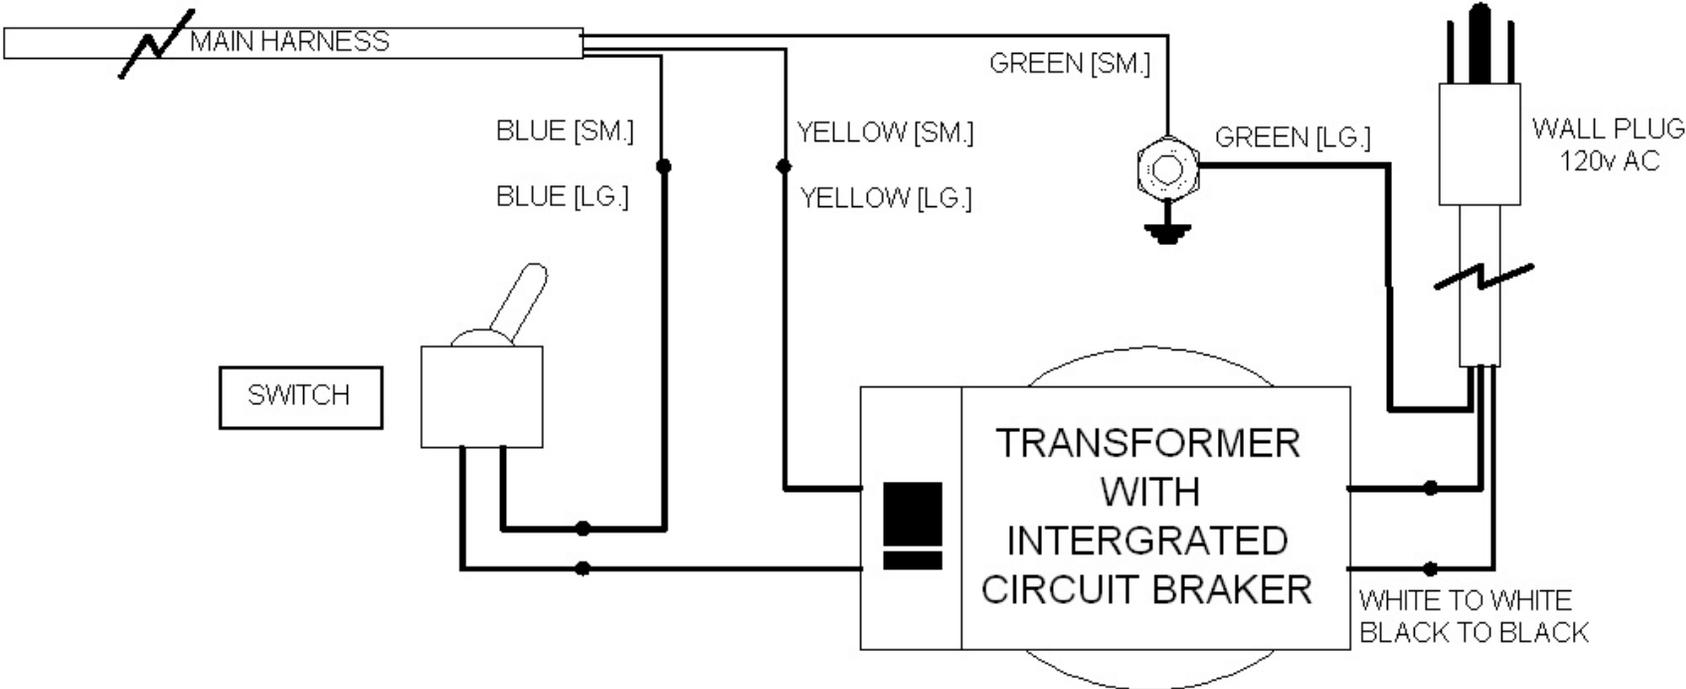 MAIN HARNESS
GREEN [SM.]
BLUE [SM.]
YELLOW [SM.]
GREEN [LG.]
WALL PLUG
120v AC
BLUE [LG.]
YELLOW [LG.]
SWITCH
TRANSFORMER
WITH
INTERGRATED
CIRCUIT BRAKER
WHITE TO WHITE
BLACK TO BLACK